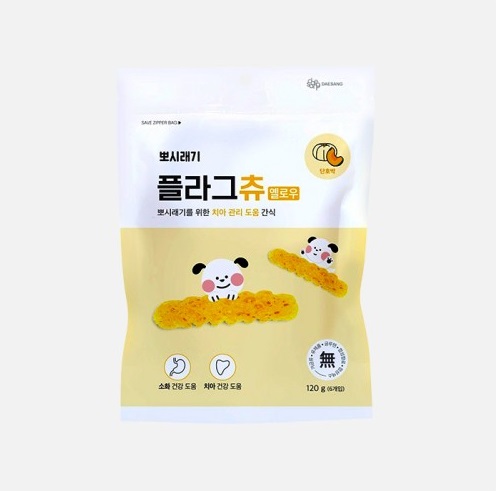 DAESANG
SAVE ZIPPER BAG▶
뽀시래기
플라그츄 옐로우
단호박
뽀시래기를 위한 치아 관리 도움 간식
無
소화 건강 도움
치아 건강 도움
120 g (6개입)